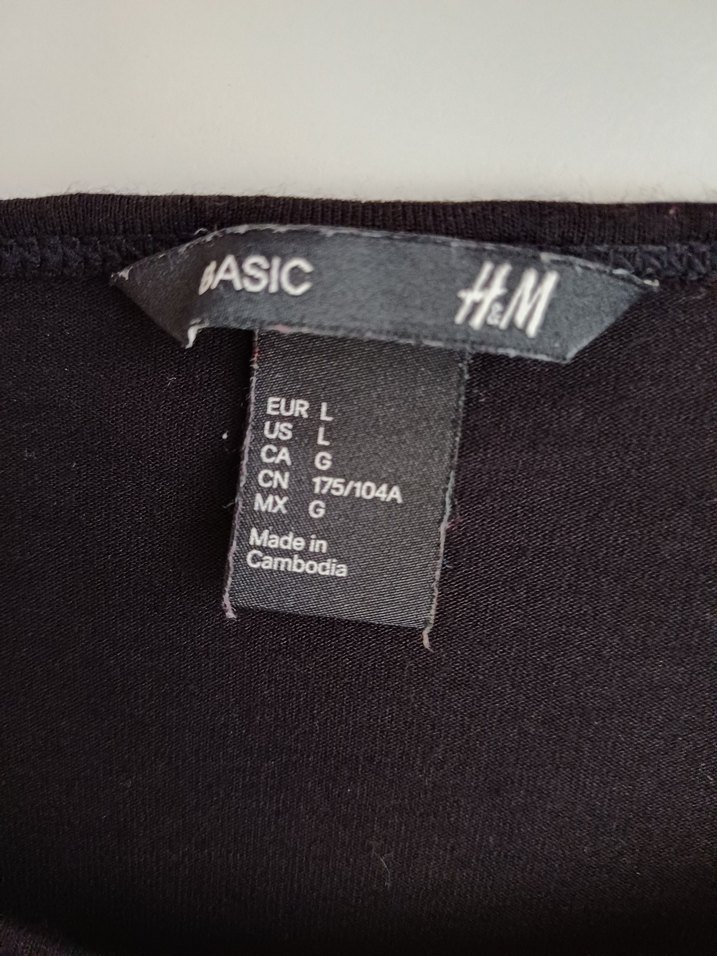 BASIC H&M
EUR L
US L
CA G
CN 175/104A
MX G
Made in
Cambodia